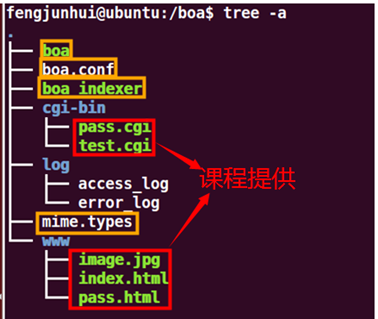 fengjunhui@ubuntu:/boa$ tree -a
.
├── boa
├── boa.conf
├── boa_indexer
├── cgi-bin
│   ├── pass.cgi
│   └── test.cgi
├── log
│   ├── access_log
│   └── error_log
├── mime.types
└── www
    ├── image.jpg
    ├── index.html
    └── pass.html
课程提供